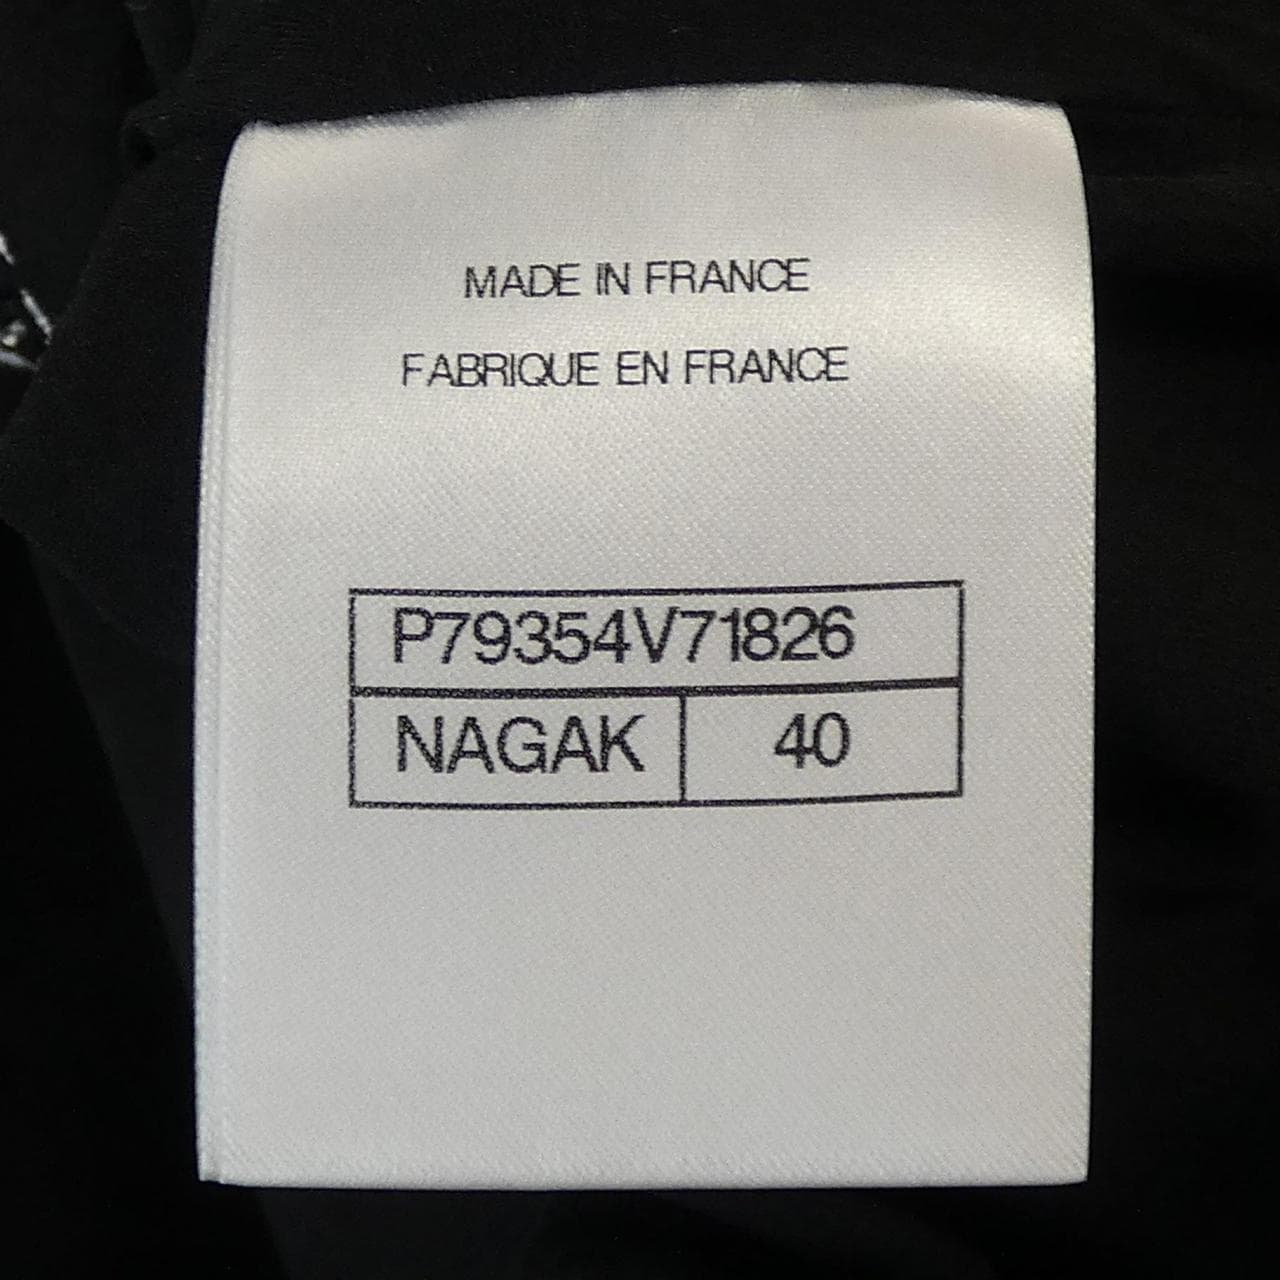 MADE IN FRANCE
FABRIQUE EN FRANCE
P79354V71826
NAGAK 40